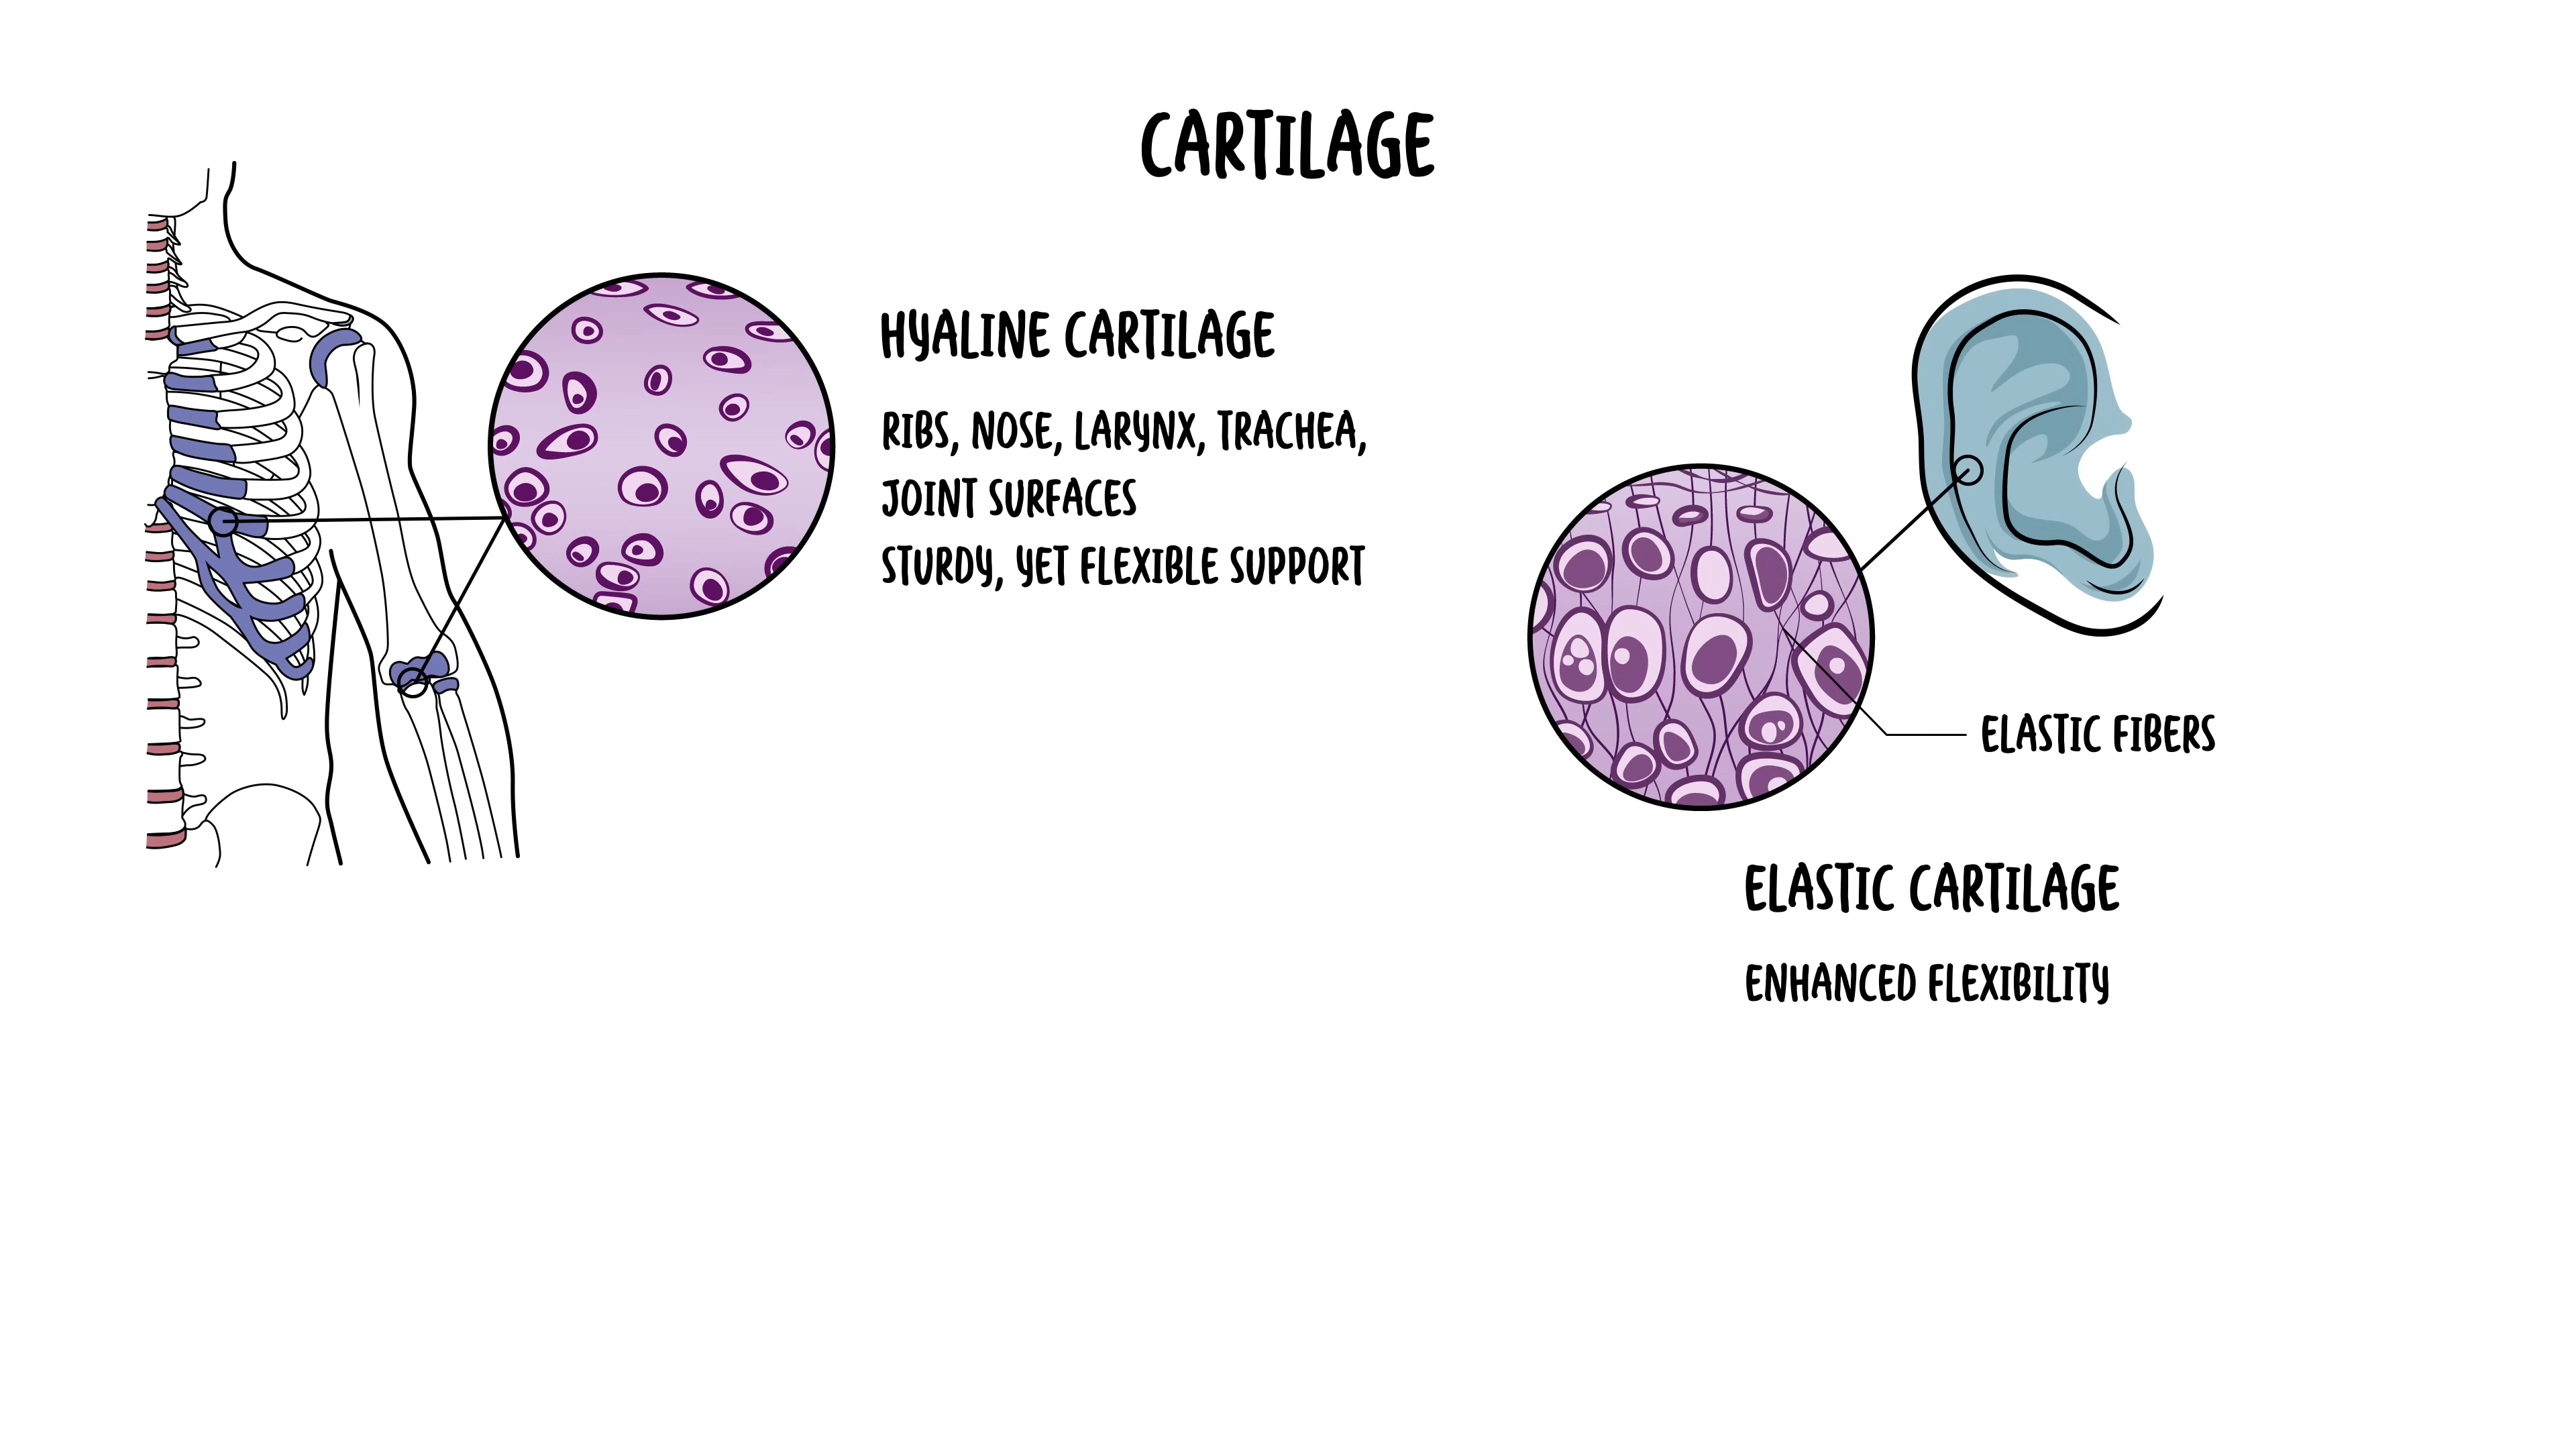 CARTILAGE
HYALINE CARTILAGE
RIBS, NOSE, LARYNX, TRACHEA,
JOINT SURFACES
STURDY, YET FLEXIBLE SUPPORT
ELASTIC FIBERS
ELASTIC CARTILAGE
ENHANCED FLEXIBILITY